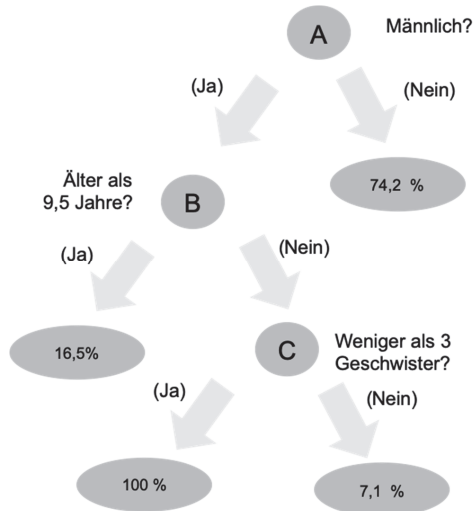 A
Männlich?
(Ja)
(Nein)
Älter als
9,5 Jahre?
B
74,2 %
(Ja)
(Nein)
16,5%
C
Weniger als 3
Geschwister?
(Ja)
(Nein)
100 %
7,1 %